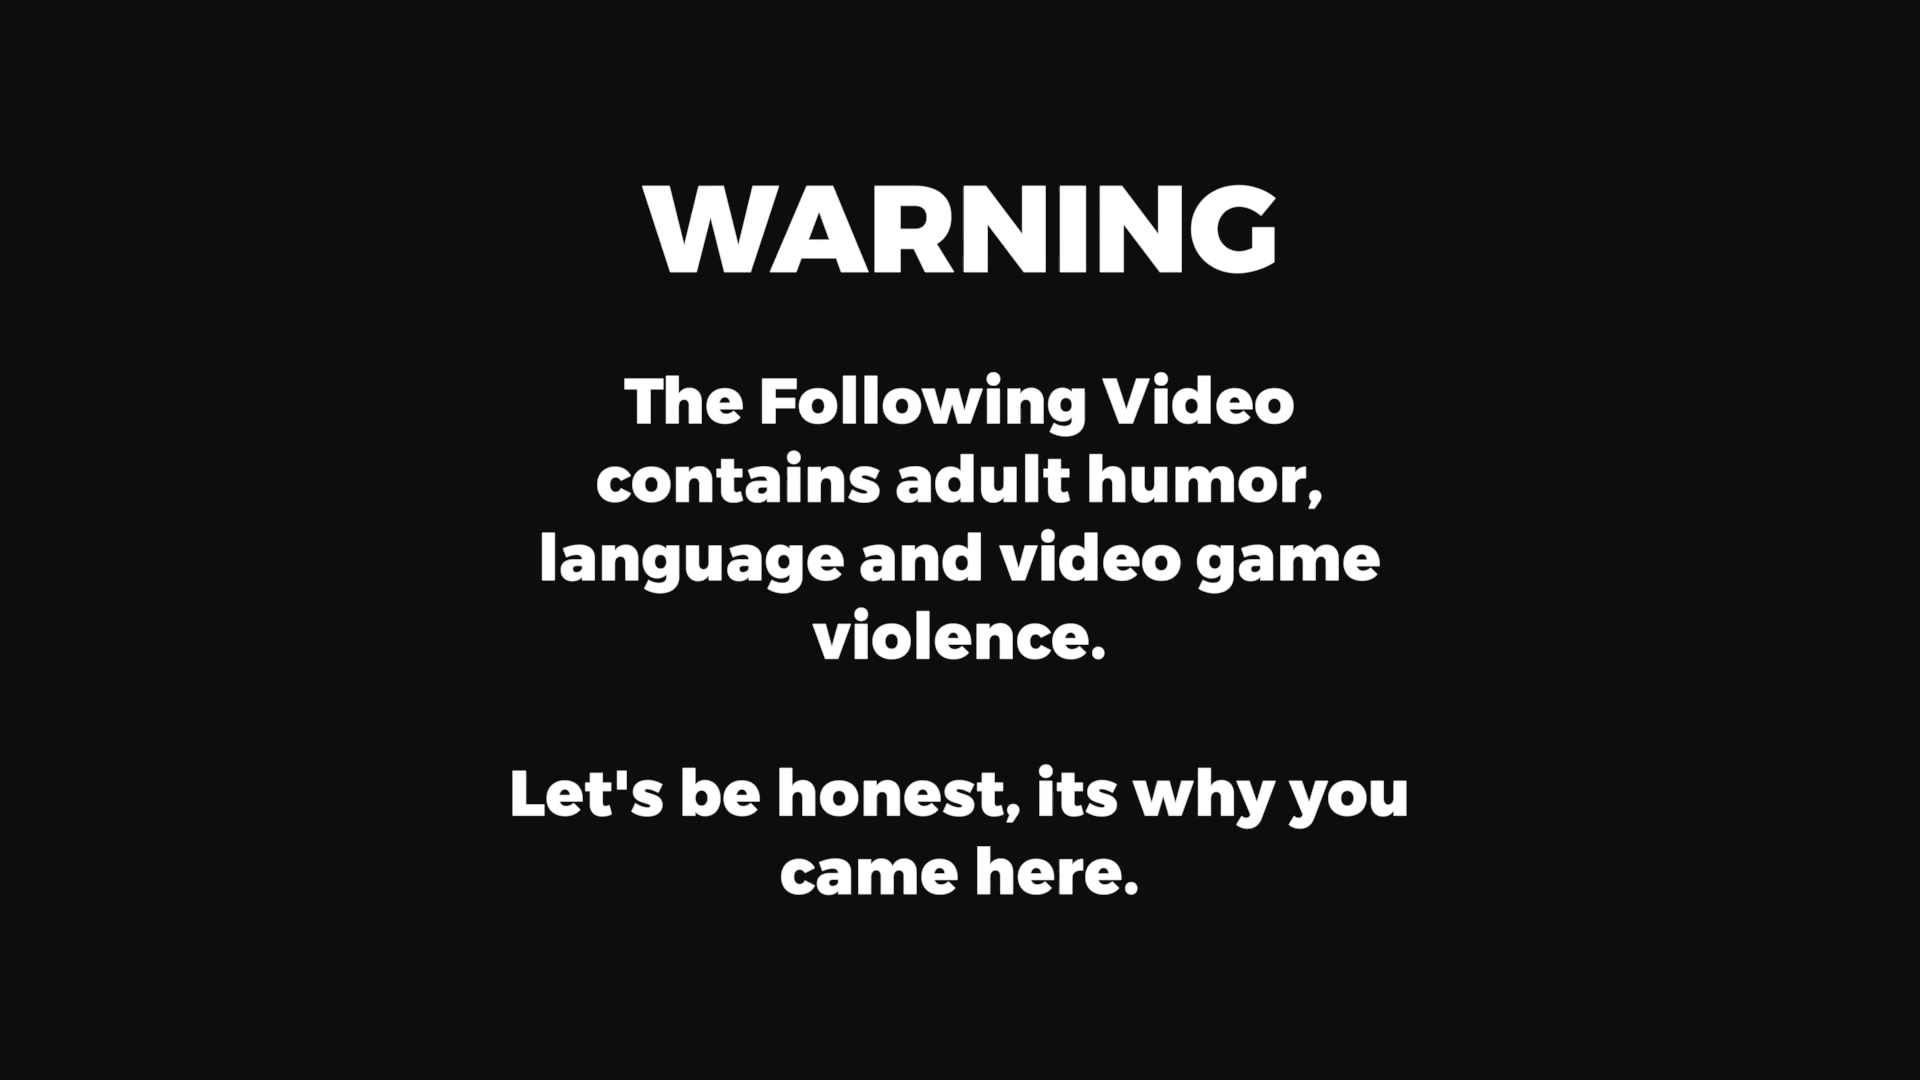 WARNING
The Following Video
contains adult humor,
language and video game
violence.
Let's be honest, its why you
came here.